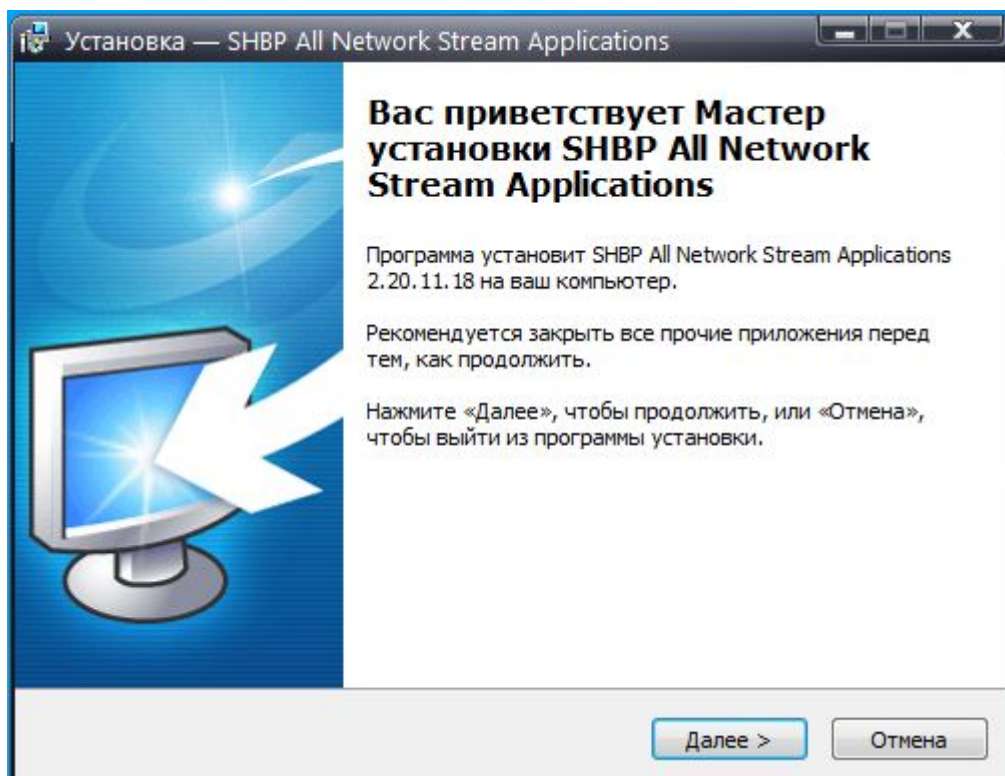 Установка — SHBP All Network Stream Applications
Вас приветствует Мастер
установки SHBP All Network
Stream Applications
Программа установит SHBP All Network Stream Applications
2.20.11.18 на ваш компьютер.
Рекомендуется закрыть все прочие приложения перед
тем, как продолжить.
Нажмите «Далее», чтобы продолжить, или «Отмена»,
чтобы выйти из программы установки.
Далее >
Отмена